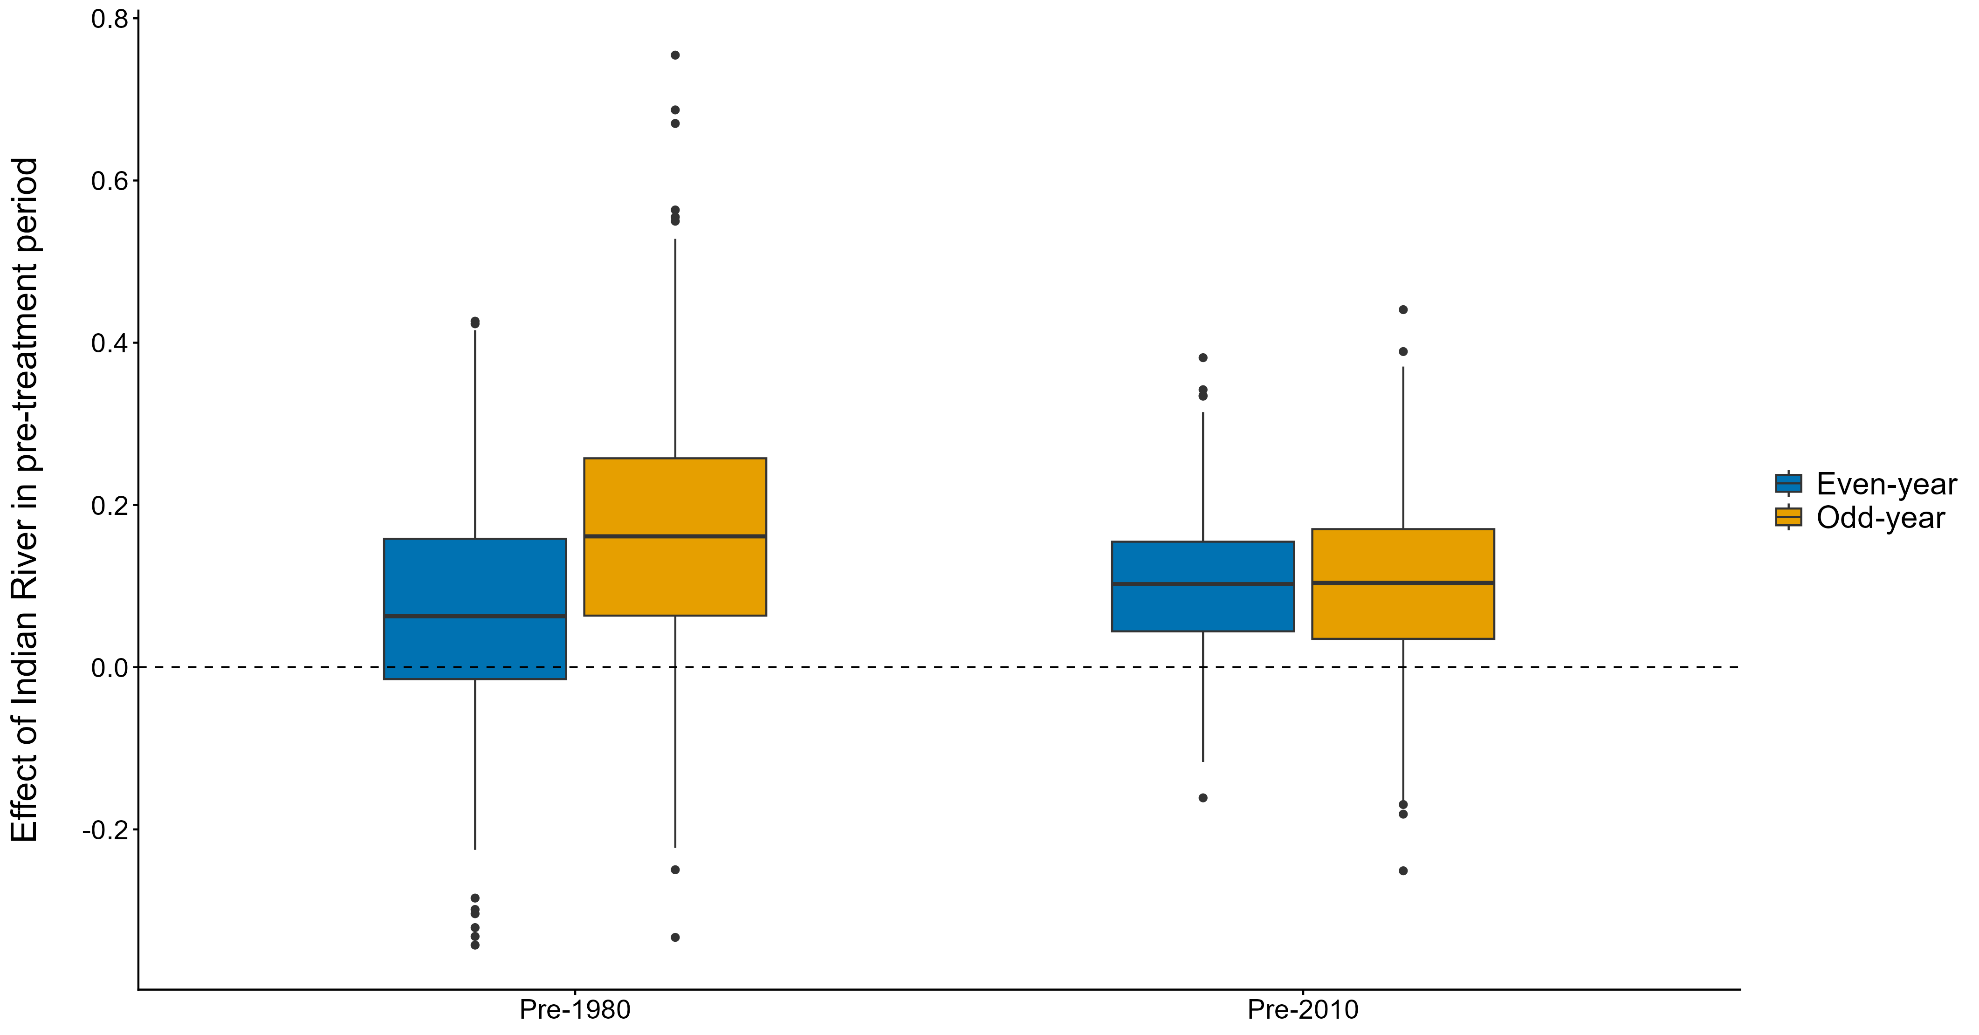 Effect of Indian River in pre-treatment period
0.8
0.6
0.4
0.2
0.0
-0.2
Pre-1980
Pre-2010
Even-year
Odd-year